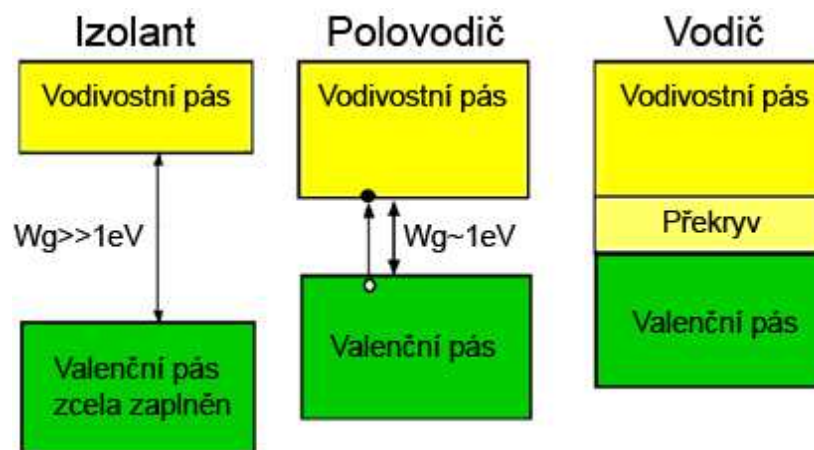 Izolant
Vodivostní pás
Wg>>1eV
Valenční pás
zcela zaplněn
Polovodič
Vodivostní pás
Wg~1eV
Valenční pás
Vodič
Vodivostní pás
Překryv
Valenční pás